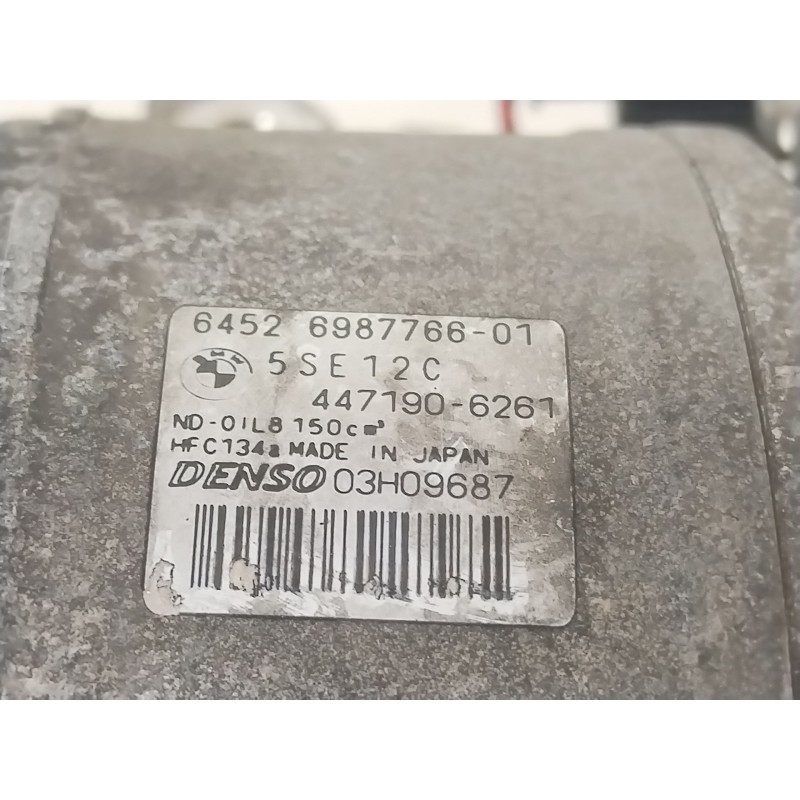 6452 6987766-01
5SE12C
447190-6261
ND-OIL8 150cm³
HFC134a MADE IN JAPAN
DENSO 03H09687